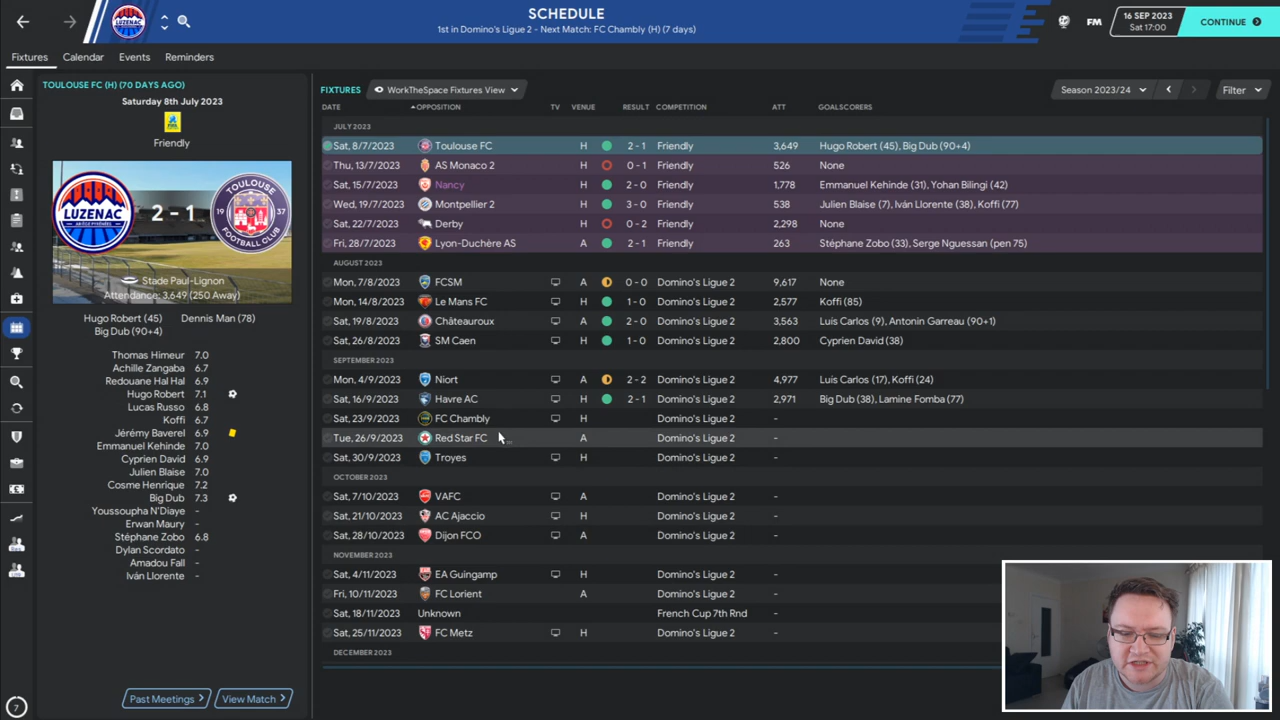 SCHEDULE
1st in Domino's Ligue 2 - Next Match: FC Chambly (H) (7 days)
FM
16 SEP 2023
Sat 17:00
CONTINUE
LUZENAC
Fixtures Calendar Events Reminders
TOULOUSE FC (H) (70 DAYS AGO)
Saturday 8th July 2023
Friendly
LUZENAC
ARIÈGE PYRÉNÉES
2 - 1
TOULOUSE
19 37
FOOTBALL CLUB
Stade Paul-Lignon
Attendance: 3,649 (250 Away)
Hugo Robert (45) Dennis Man (78)
Big Dub (90+4)
Thomas Himeur 7.0
Achille Zangba 6.7
Redouane Hal Hal 6.9
Hugo Robert 7.1
Lucas Russo 6.8
Koffi 6.7
Jérémy Baverel 6.9
Emmanuel Kehinde 7.0
Cyprien David 6.9
Julien Blaise 7.0
Cosme Henrique 7.2
Big Dub 7.3
Youssoupha N'Diaye -
Erwan Maury -
Stéphane Zobo 6.8
Dylan Scordato -
Amadou Fall -
Iván Llorente -
Past Meetings > View Match >
7
FIXTURES WorkTheSpace Fixtures View Season 2023/24 < > Filter
DATE OPPOSITION TV VENUE RESULT COMPETITION ATT GOALSCORERS
JULY 2023
Sat, 8/7/2023 Toulouse FC H 2 - 1 Friendly 3,649 Hugo Robert (45), Big Dub (90+4)
Thu, 13/7/2023 AS Monaco 2 H 0 - 1 Friendly 526 None
Sat, 15/7/2023 Nancy H 2 - 0 Friendly 1,778 Emmanuel Kehinde (31), Yohan Bilingi (42)
Wed, 19/7/2023 Montpellier 2 H 3 - 0 Friendly 538 Julien Blaise (7), Iván Llorente (38), Koffi (77)
Sat, 22/7/2023 Derby H 0 - 2 Friendly 2,298 None
Fri, 28/7/2023 Lyon-Duchère AS A 2 - 1 Friendly 263 Stéphane Zobo (33), Serge Nguessan (pen 75)
AUGUST 2023
Mon, 7/8/2023 FCSM A 0 - 0 Domino's Ligue 2 9,617 None
Mon, 14/8/2023 Le Mans FC H 1 - 0 Domino's Ligue 2 2,577 Koffi (85)
Sat, 19/8/2023 Châteauroux A 2 - 0 Domino's Ligue 2 3,563 Luís Carlos (9), Antonin Garreau (90+1)
Sat, 26/8/2023 SM Caen H 1 - 0 Domino's Ligue 2 2,800 Cyprien David (38)
SEPTEMBER 2023
Mon, 4/9/2023 Niort A 2 - 2 Domino's Ligue 2 4,977 Luís Carlos (17), Koffi (24)
Sat, 16/9/2023 Havre AC H 2 - 1 Domino's Ligue 2 2,971 Big Dub (38), Lamine Fomba (77)
Sat, 23/9/2023 FC Chambly H Domino's Ligue 2 -
Tue, 26/9/2023 Red Star FC A Domino's Ligue 2 -
Sat, 30/9/2023 Troyes H Domino's Ligue 2 -
OCTOBER 2023
Sat, 7/10/2023 VAFC A Domino's Ligue 2 -
Sat, 21/10/2023 AC Ajaccio H Domino's Ligue 2 -
Sat, 28/10/2023 Dijon FCO A Domino's Ligue 2 -
NOVEMBER 2023
Sat, 4/11/2023 EA Guingamp H Domino's Ligue 2 -
Fri, 10/11/2023 FC Lorient A Domino's Ligue 2 -
Sat, 18/11/2023 Unknown French Cup 7th Rnd -
Sat, 25/11/2023 FC Metz H Domino's Ligue 2 -
DECEMBER 2023